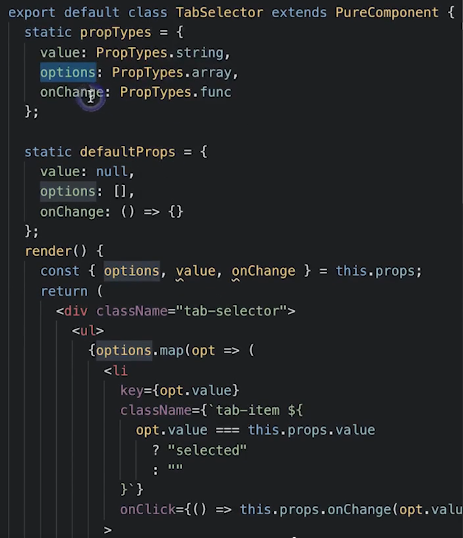 export default class TabSelector extends PureComponent {
static propTypes = {
value: PropTypes.string,
options: PropTypes.array,
onChange: PropTypes.func
};
static defaultProps = {
value: null,
options: [],
onChange: () => {}
};
render() {
const { options, value, onChange } = this.props;
return (
<div className="tab-selector">
<ul>
{options.map(opt => (
<li
key={opt.value}
className={`tab-item ${
opt.value === this.props.value
? "selected"
: ""
}`}
onClick={() => this.props.onChange(opt.valu
>